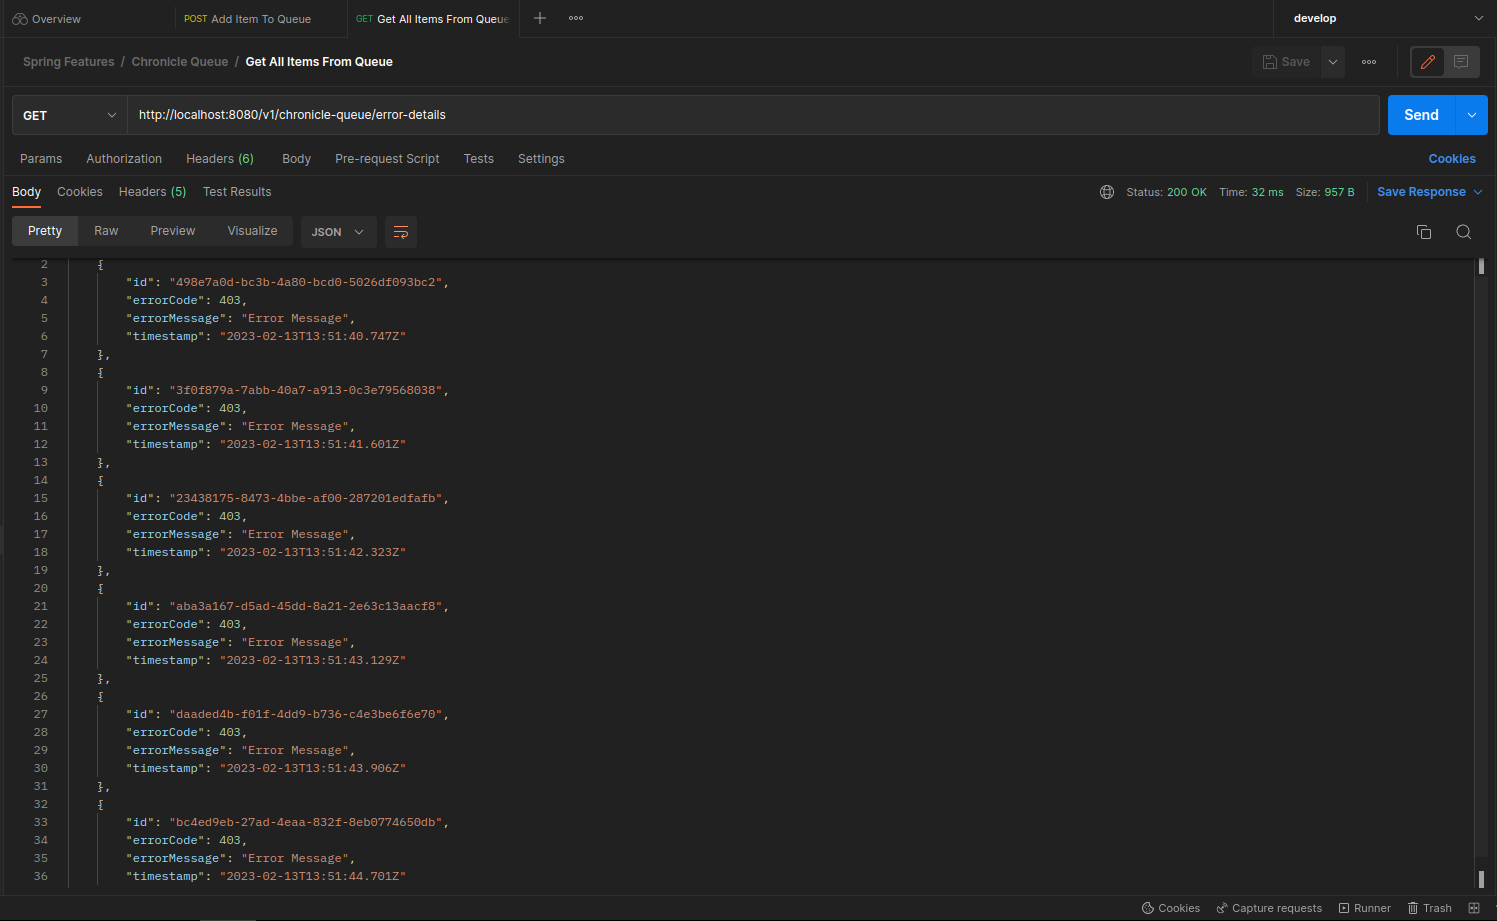 Overview
POST Add Item To Queue
GET Get All Items From Queue
develop
Spring Features / Chronicle Queue / Get All Items From Queue
Save
GET
http://localhost:8080/v1/chronicle-queue/error-details
Send
Params Authorization Headers (6) Body Pre-request Script Tests Settings
Cookies
Body Cookies Headers (5) Test Results
Status: 200 OK Time: 32 ms Size: 957 B
Save Response
Pretty Raw Preview Visualize JSON
2 {
3 "id": "498e7a0d-bc3b-4a80-bcd0-5026df093bc2",
4 "errorCode": 403,
5 "errorMessage": "Error Message",
6 "timestamp": "2023-02-13T13:51:40.747Z"
7 },
8 {
9 "id": "3f0f879a-7abb-40a7-a913-0c3e79568038",
10 "errorCode": 403,
11 "errorMessage": "Error Message",
12 "timestamp": "2023-02-13T13:51:41.601Z"
13 },
14 {
15 "id": "23438175-8473-4bbe-af00-287201edfafb",
16 "errorCode": 403,
17 "errorMessage": "Error Message",
18 "timestamp": "2023-02-13T13:51:42.323Z"
19 },
20 {
21 "id": "aba3a167-d5ad-45dd-8a21-2e63c13aacf8",
22 "errorCode": 403,
23 "errorMessage": "Error Message",
24 "timestamp": "2023-02-13T13:51:43.129Z"
25 },
26 {
27 "id": "daaded4b-f01f-4dd9-b736-c4e3be6f6e70",
28 "errorCode": 403,
29 "errorMessage": "Error Message",
30 "timestamp": "2023-02-13T13:51:43.906Z"
31 },
32 {
33 "id": "bc4ed9eb-27ad-4eaa-832f-8eb0774650db",
34 "errorCode": 403,
35 "errorMessage": "Error Message",
36 "timestamp": "2023-02-13T13:51:44.701Z"
Cookies Capture requests Runner Trash